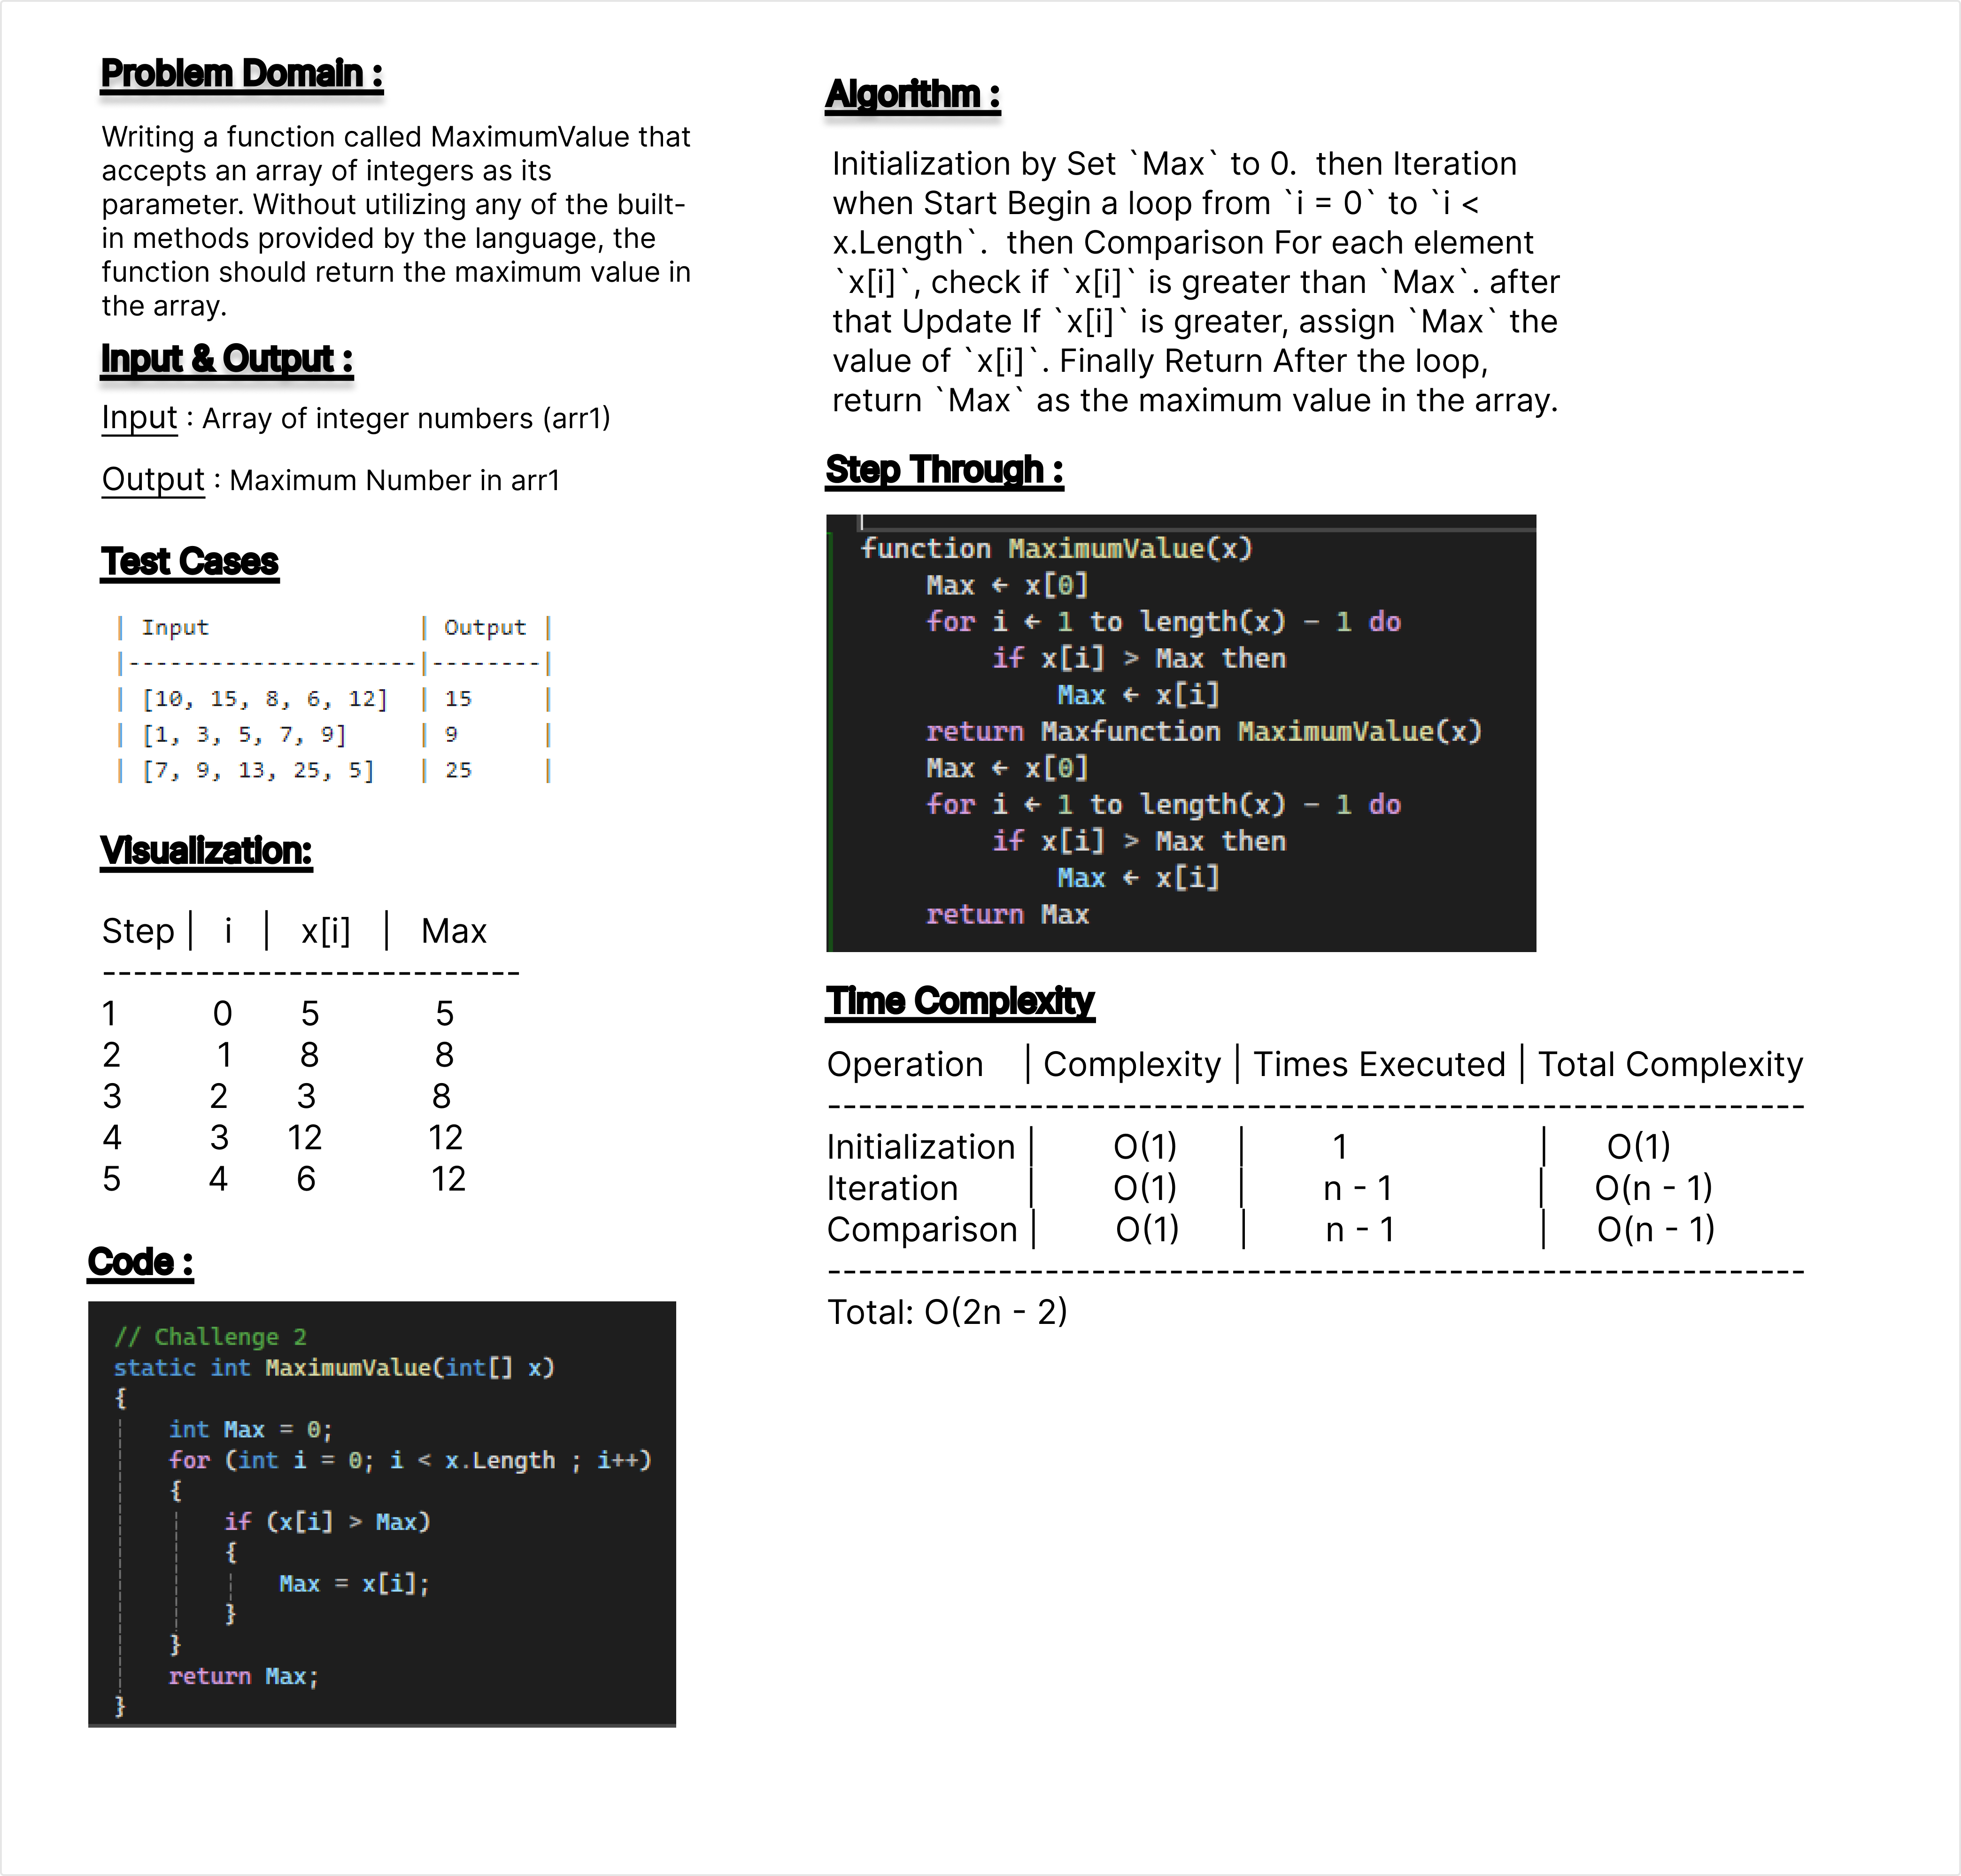 Problem Domain :
Writing a function called MaximumValue that
accepts an array of integers as its
parameter. Without utilizing any of the built-
in methods provided by the language, the
function should return the maximum value in
the array.
Input & Output :
Input : Array of integer numbers (arr1)
Output : Maximum Number in arr1
Test Cases
| Input | Output |
|---------------------|--------|
| [10, 15, 8, 6, 12] | 15 |
| [1, 3, 5, 7, 9] | 9 |
| [7, 9, 13, 25, 5] | 25 |
Visualization:
Step | i | x[i] | Max
---------------------------
1 0 5 5
2 1 8 8
3 2 3 8
4 3 12 12
5 4 6 12
Code :
// Challenge 2
static int MaximumValue(int[] x)
{
int Max = 0;
for (int i = 0; i < x.Length ; i++)
{
if (x[i] > Max)
{
Max = x[i];
}
}
return Max;
}
Algorithm :
Initialization by Set `Max` to 0.  then Iteration
when Start Begin a loop from `i = 0` to `i <
x.Length`.  then Comparison For each element
`x[i]`, check if `x[i]` is greater than `Max`. after
that Update If `x[i]` is greater, assign `Max` the
value of `x[i]`. Finally Return After the loop,
return `Max` as the maximum value in the array.
Step Through :
function MaximumValue(x)
Max ← x[0]
for i ← 1 to length(x) - 1 do
if x[i] > Max then
Max ← x[i]
return Maxfunction MaximumValue(x)
Max ← x[0]
for i ← 1 to length(x) - 1 do
if x[i] > Max then
Max ← x[i]
return Max
Time Complexity
Operation | Complexity | Times Executed | Total Complexity
---------------------------------------------------------------
Initialization | O(1) | 1 | O(1)
Iteration | O(1) | n - 1 | O(n - 1)
Comparison | O(1) | n - 1 | O(n - 1)
---------------------------------------------------------------
Total: O(2n - 2)